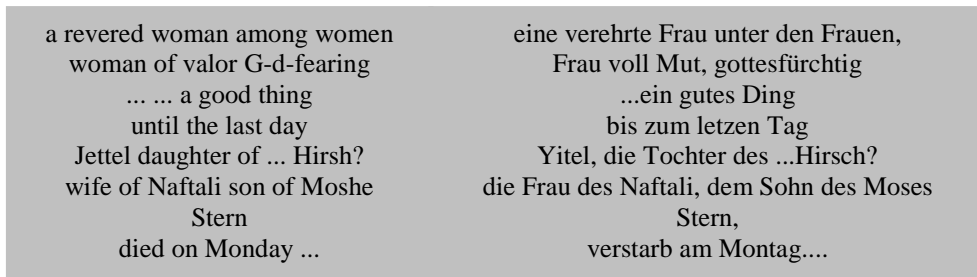 a revered woman among women
woman of valor G-d-fearing
... ... a good thing
until the last day
Jettel daughter of ... Hirsh?
wife of Naftali son of Moshe
Stern
died on Monday ...
eine verehrte Frau unter den Frauen,
Frau voll Mut, gottesfürchtig
...ein gutes Ding
bis zum letzen Tag
Yitel, die Tochter des ...Hirsch?
die Frau des Naftali, dem Sohn des Moses
Stern,
verstarb am Montag....